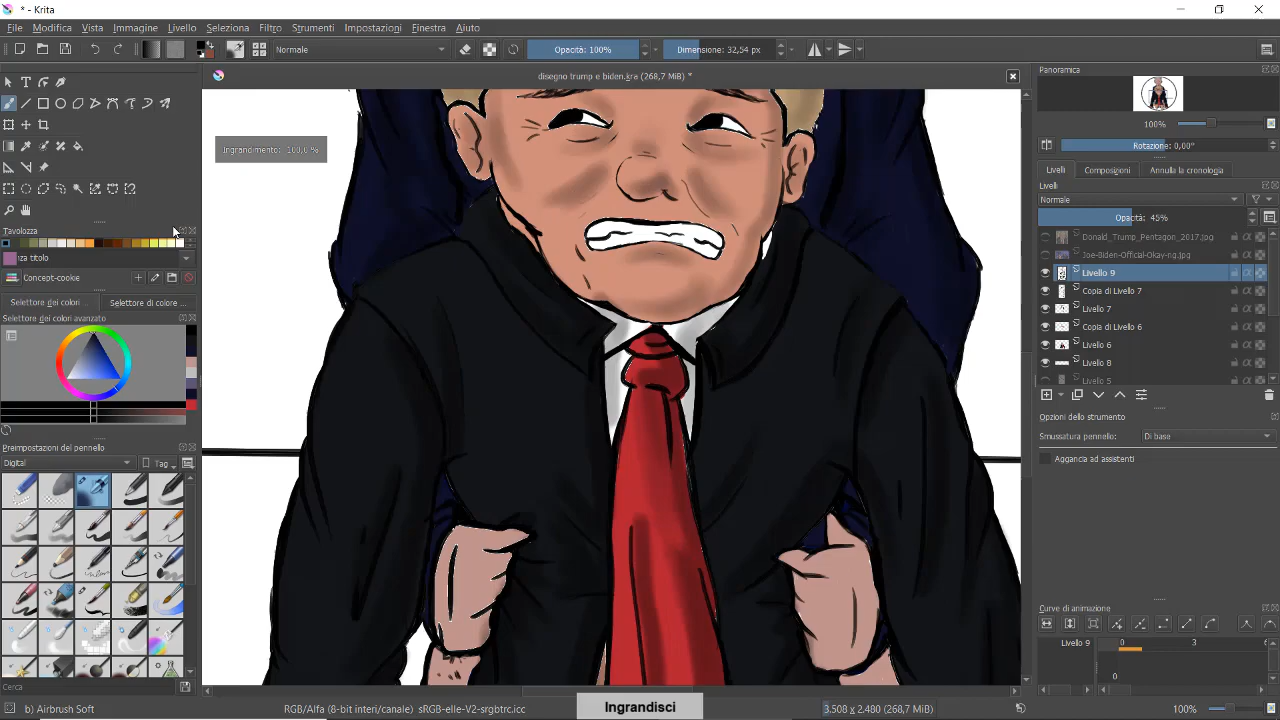 * - Krita
File Modifica Vista Immagine Livello Seleziona Filtro Strumenti Impostazioni Finestra Aiuto
Normale Opacità: 100% Dimensione: 32,54 px
disegno trump e biden.kra (268,7 MiB) *
Ingrandimento: 100,0 %
Tavolozza
za titolo
Concept-cookie
Selettore dei colori ... Selettore di colore ...
Selettore dei colori avanzato
Preimpostazioni del pennello
Digital Tag
Cerca
b) Airbrush Soft RGB/Alfa (8-bit interi/canale) sRGB-elle-V2-srgbtrc.icc 3.508 x 2.480 (268,7 MiB) 100%
Ingrandisci
Panoramica
100%
Rotazione: 0,00°
Livelli Composizioni Annulla la cronologia
Livelli
Normale
Opacità: 45%
Donald_Trump_Pentagon_2017.jpg
Joe-Biden-Official-Okay-ng.jpg
Livello 9
Copia di Livello 7
Livello 7
Copia di Livello 6
Livello 6
Livello 8
Livello 5
Opzioni dello strumento
Smussatura pennello: Di base
Aggancia ad assistenti
Curve di animazione
Livello 9 0 3 6
0